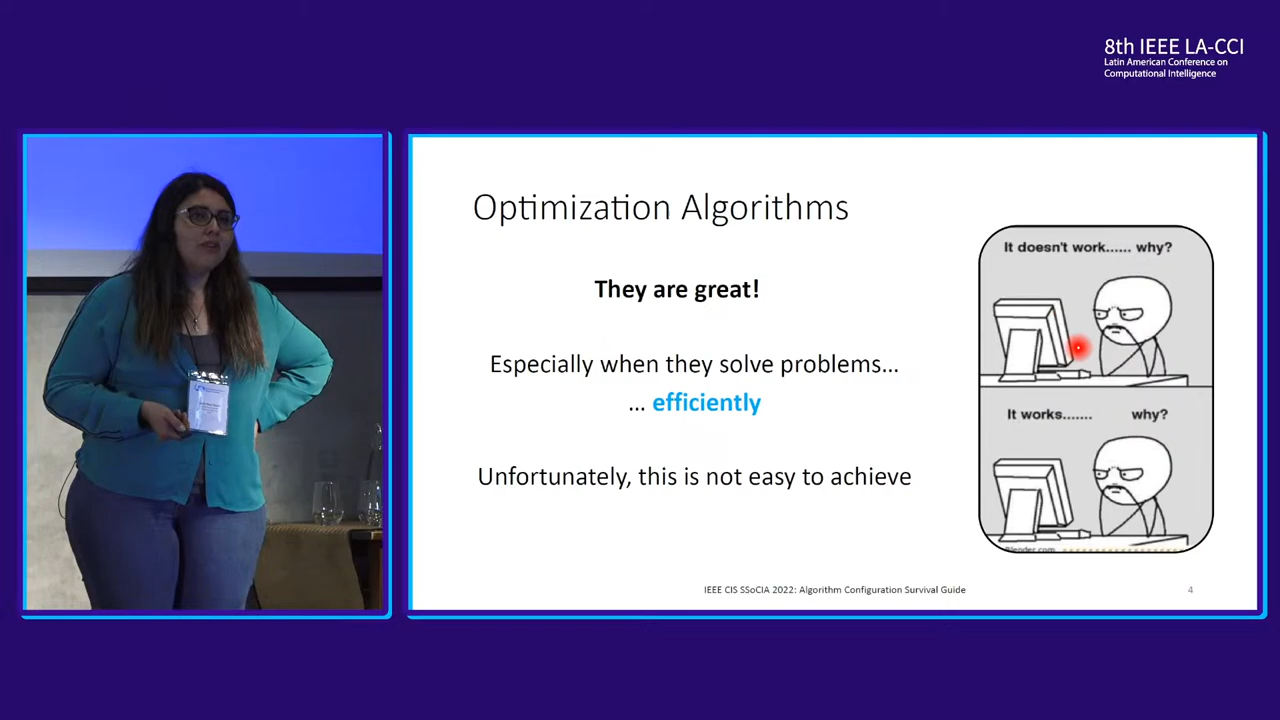 8th IEEE LA-CCI
Latin American Conference on
Computational Intelligence
Optimization Algorithms
They are great!
Especially when they solve problems...
... efficiently
Unfortunately, this is not easy to achieve
It doesn't work...... why?
It works....... why?
IEEE CIS SSoCIA 2022: Algorithm Configuration Survival Guide
4